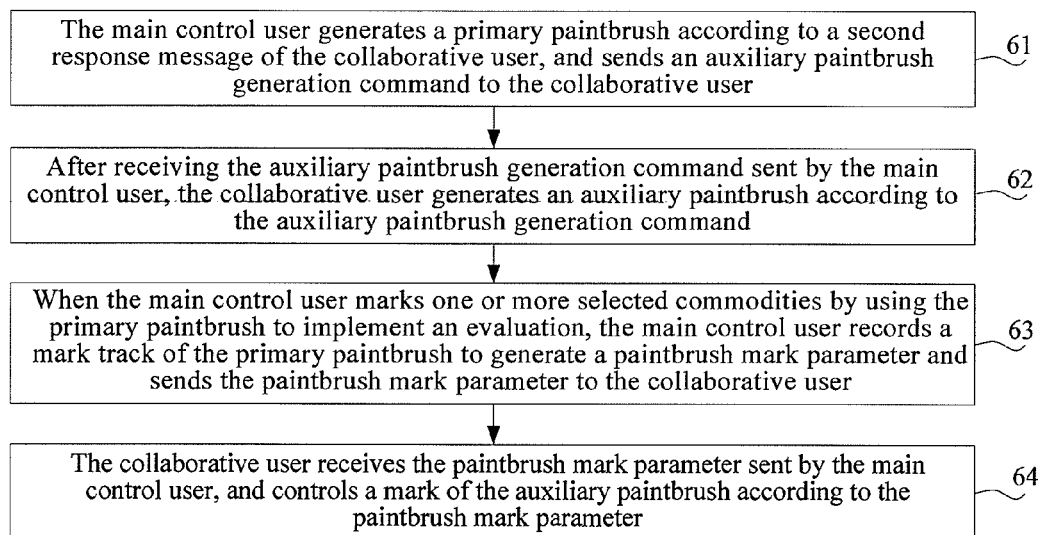 The main control user generates a primary paintbrush according to a second
response message of the collaborative user, and sends an auxiliary paintbrush
generation command to the collaborative user
61
After receiving the auxiliary paintbrush generation command sent by the main
control user, the collaborative user generates an auxiliary paintbrush according to
the auxiliary paintbrush generation command
62
When the main control user marks one or more selected commodities by using the
primary paintbrush to implement an evaluation, the main control user records a
mark track of the primary paintbrush to generate a paintbrush mark parameter and
sends the paintbrush mark parameter to the collaborative user
63
The collaborative user receives the paintbrush mark parameter sent by the main
control user, and controls a mark of the auxiliary paintbrush according to the
paintbrush mark parameter
64